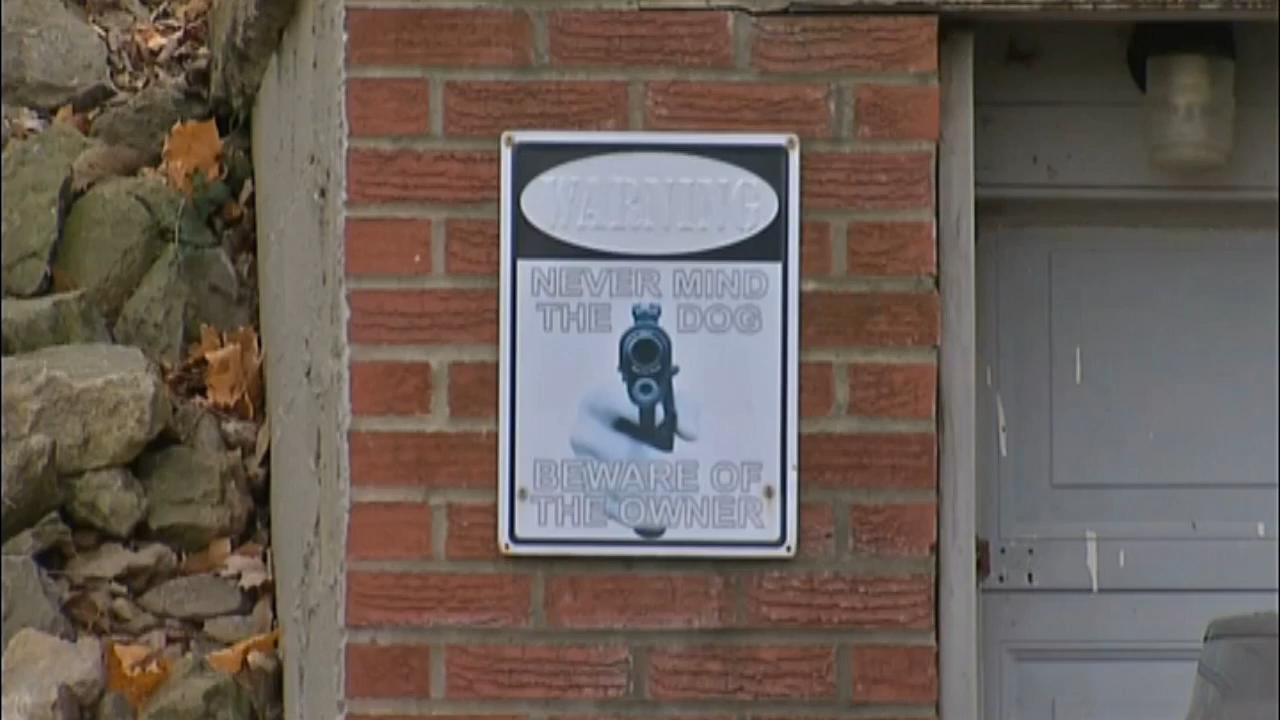 WARNING
NEVER MIND
THE DOG
BEWARE OF
THE OWNER